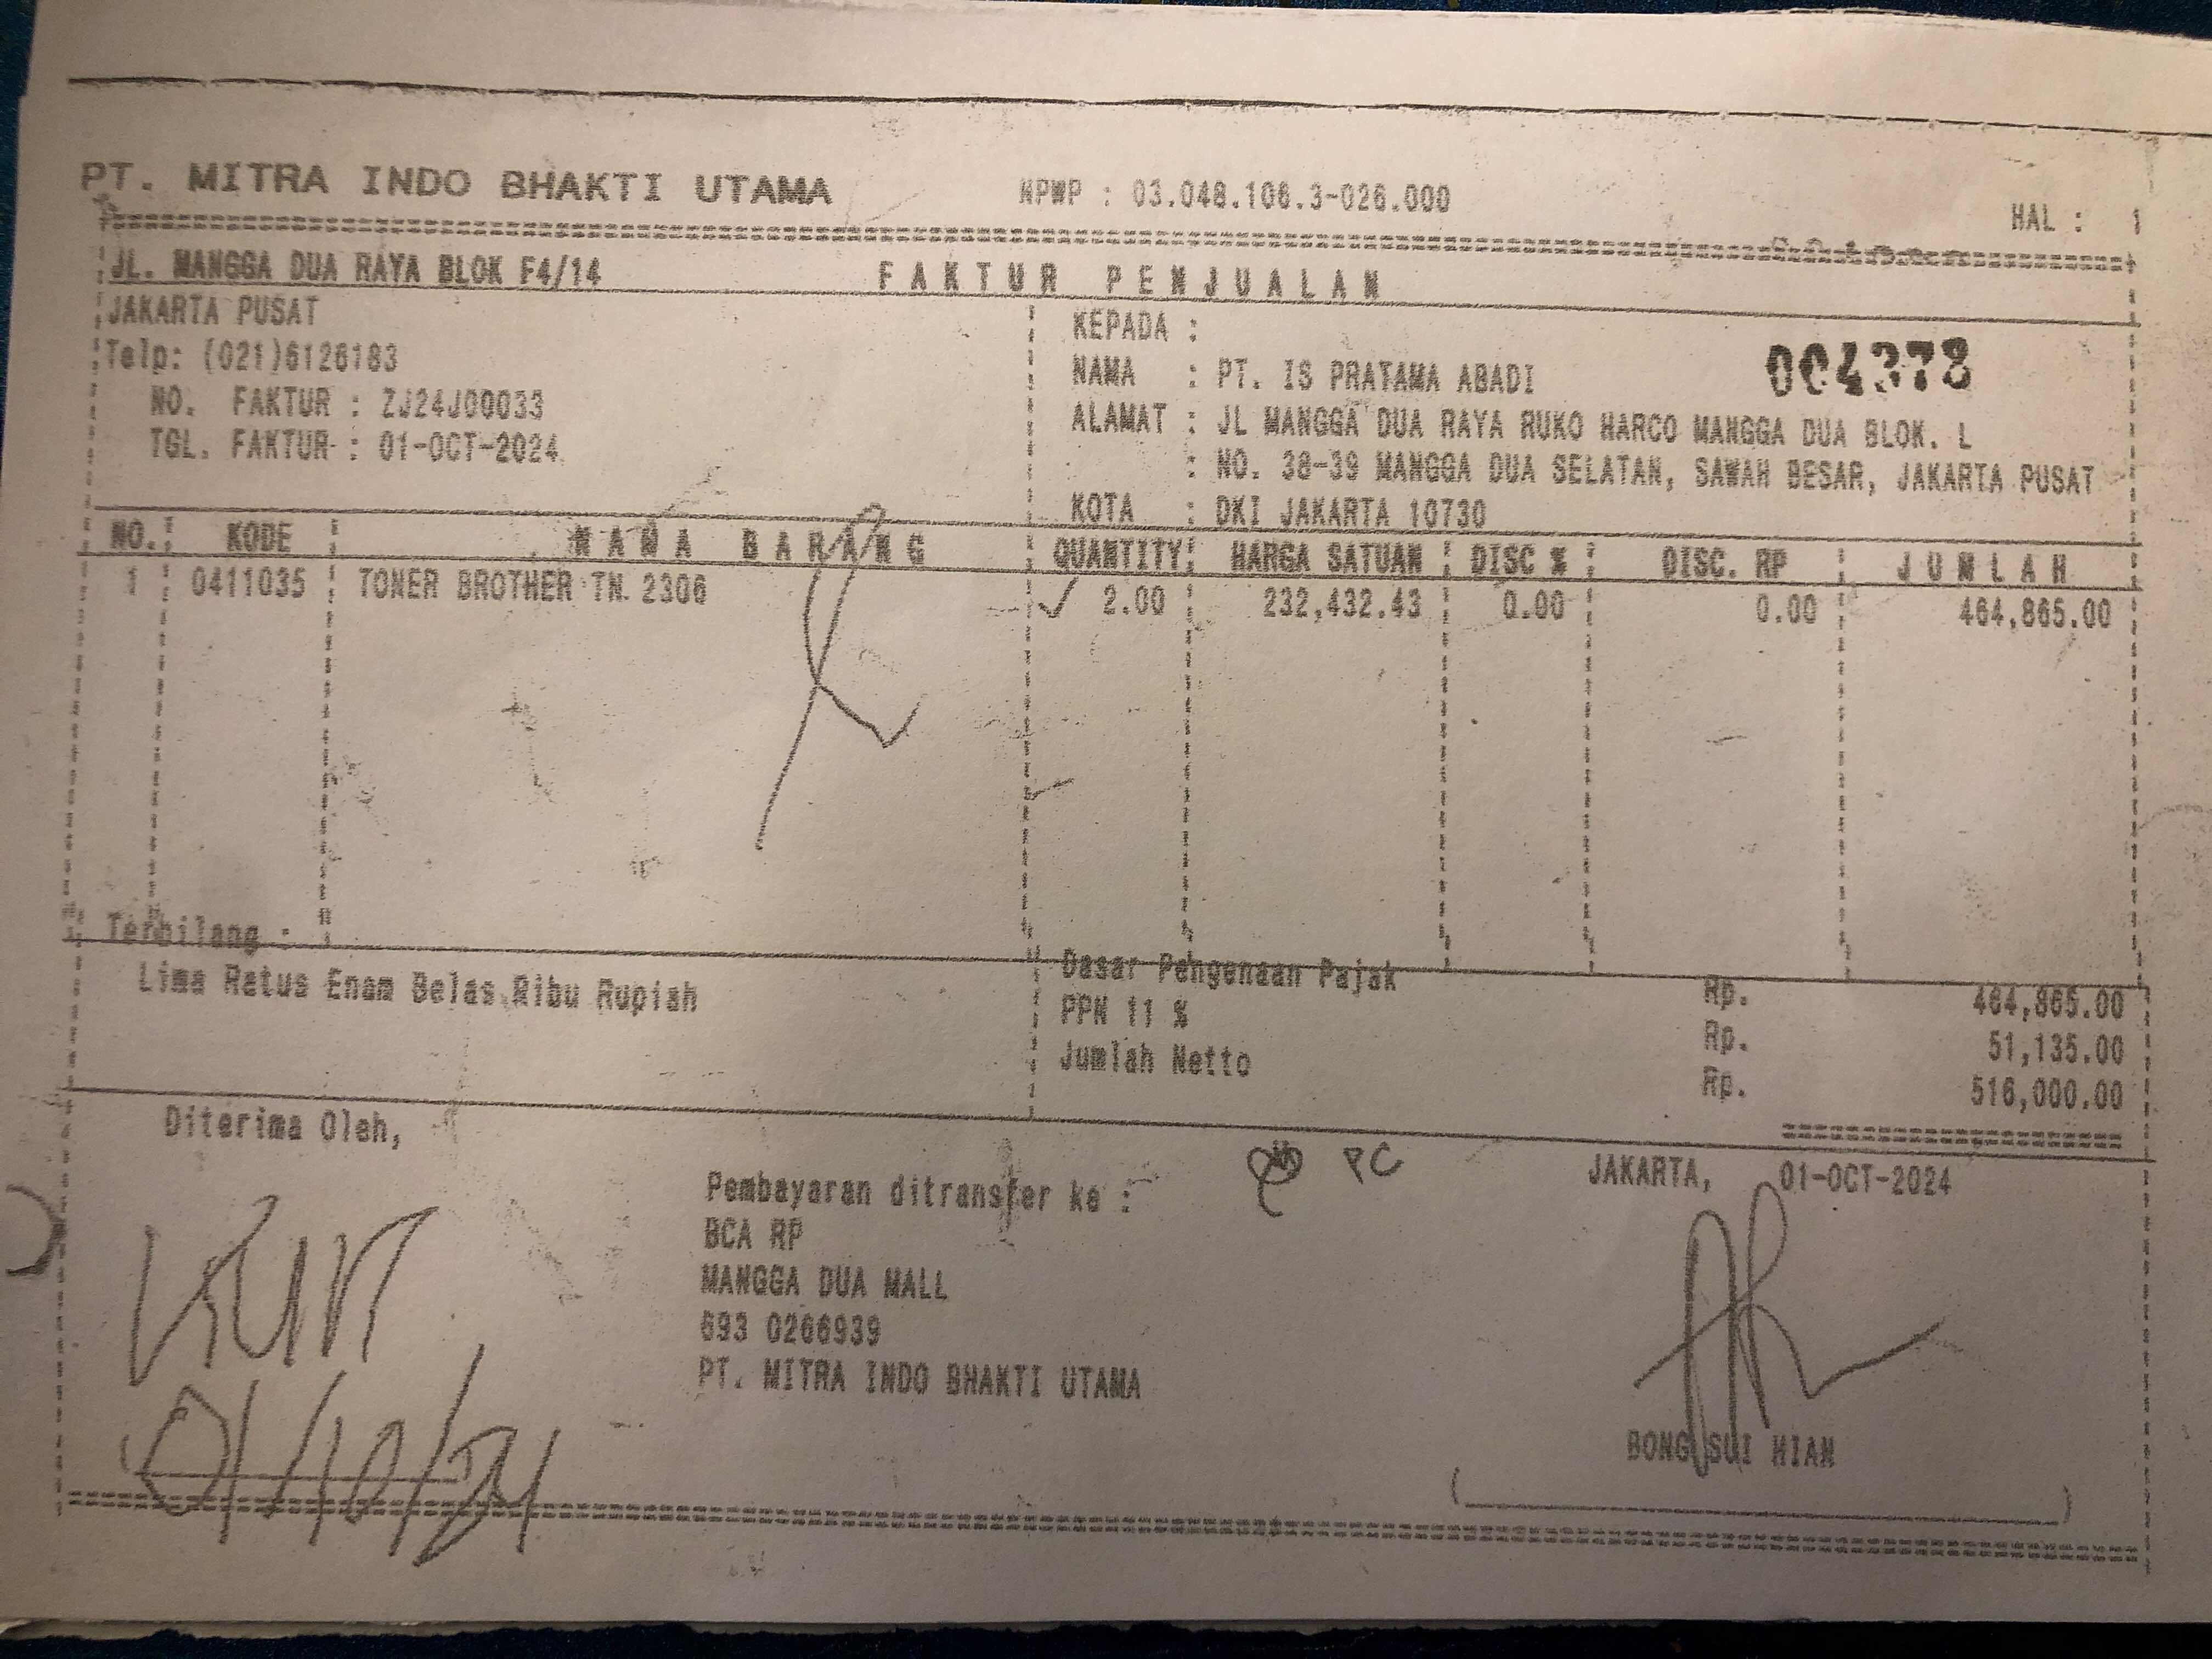 PT. MITRA INDO BHAKTI UTAMA NPWP : 03.048.106.3-026.000 HAL : 1
JL. MANGGA DUA RAYA BLOK F4/14 FAKTUR PENJUALAN
JAKARTA PUSAT
Telp: (021)6126183
NO. FAKTUR : ZJ24J00033
TGL. FAKTUR : 01-OCT-2024
KEPADA :
004378
NAMA : PT. IS PRATAMA ABADI
ALAMAT : JL MANGGA DUA RAYA RUKO HARCO MANGGA DUA BLOK. L
: NO. 38-39 MANGGA DUA SELATAN, SAWAH BESAR, JAKARTA PUSAT
KOTA : DKI JAKARTA 10730
NO. KODE NAMA BARANG QUANTITY HARGA SATUAN DISC % DISC. RP JUMLAH
1 0411035 TONER BROTHER TN. 2306 ✓ 2.00 232,432.43 0.00 0.00 464,865.00
Terbilang :
Lima Ratus Enam Belas Ribu Rupiah
Dasar Pengenaan Pajak Rp. 464,865.00
PPN 11 % Rp. 51,135.00
Jumlah Netto Rp. 516,000.00
Diterima Oleh,
Pembayaran ditransfer ke :
BCA RP
MANGGA DUA MALL
693 0266939
PT. MITRA INDO BHAKTI UTAMA
PC
JAKARTA, 01-OCT-2024
BONG SUI HIAN
01/10/24